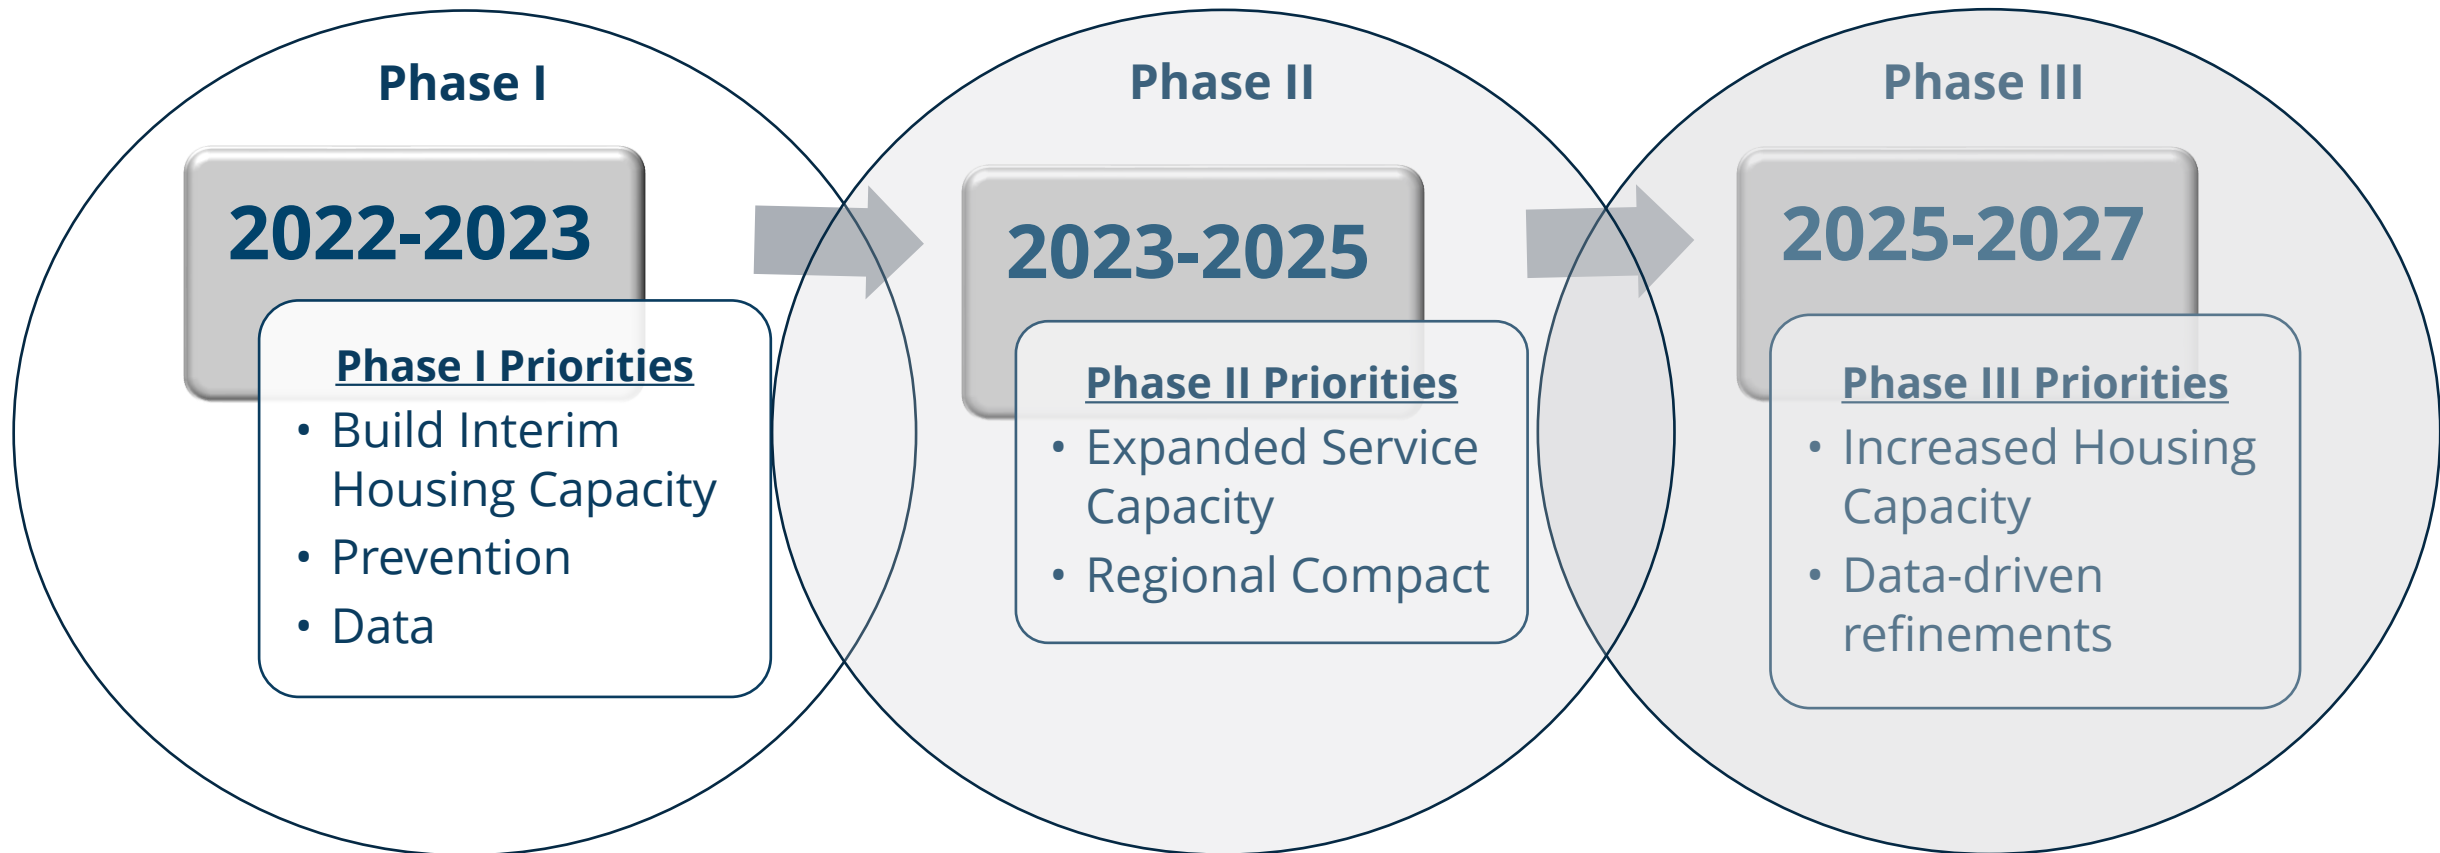 Phase I
2022-2023
Phase I Priorities
• Build Interim
Housing Capacity
• Prevention
• Data
Phase II
2023-2025
Phase II Priorities
• Expanded Service
Capacity
• Regional Compact
Phase III
2025-2027
Phase III Priorities
• Increased Housing
Capacity
• Data-driven
refinements